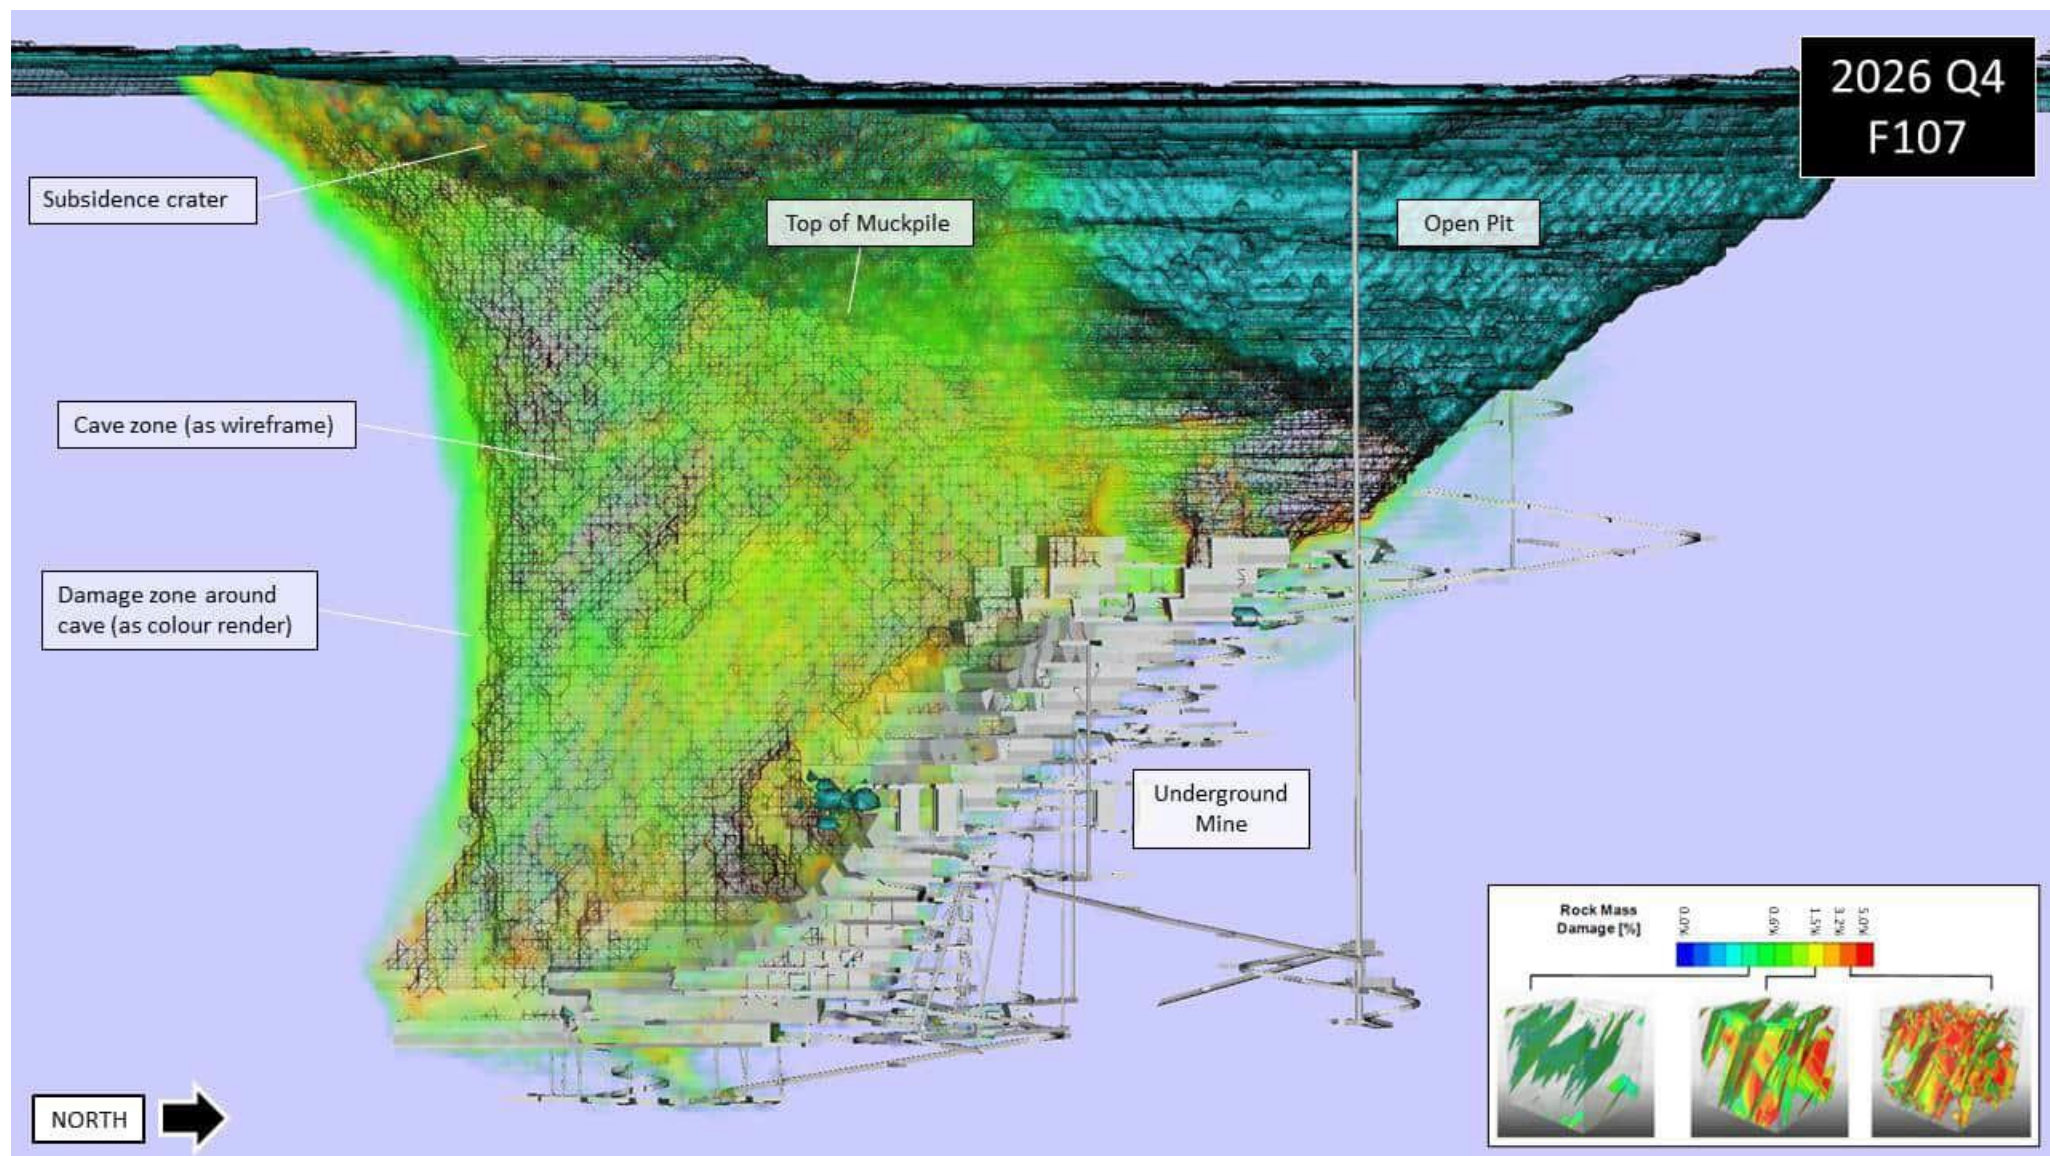 2026 Q4
F107
Subsidence crater
Top of Muckpile
Open Pit
Cave zone (as wireframe)
Damage zone around
cave (as colour render)
Underground
Mine
Rock Mass
Damage [%]
0.0%
0.6%
1.5%
3.2%
5.0%
NORTH